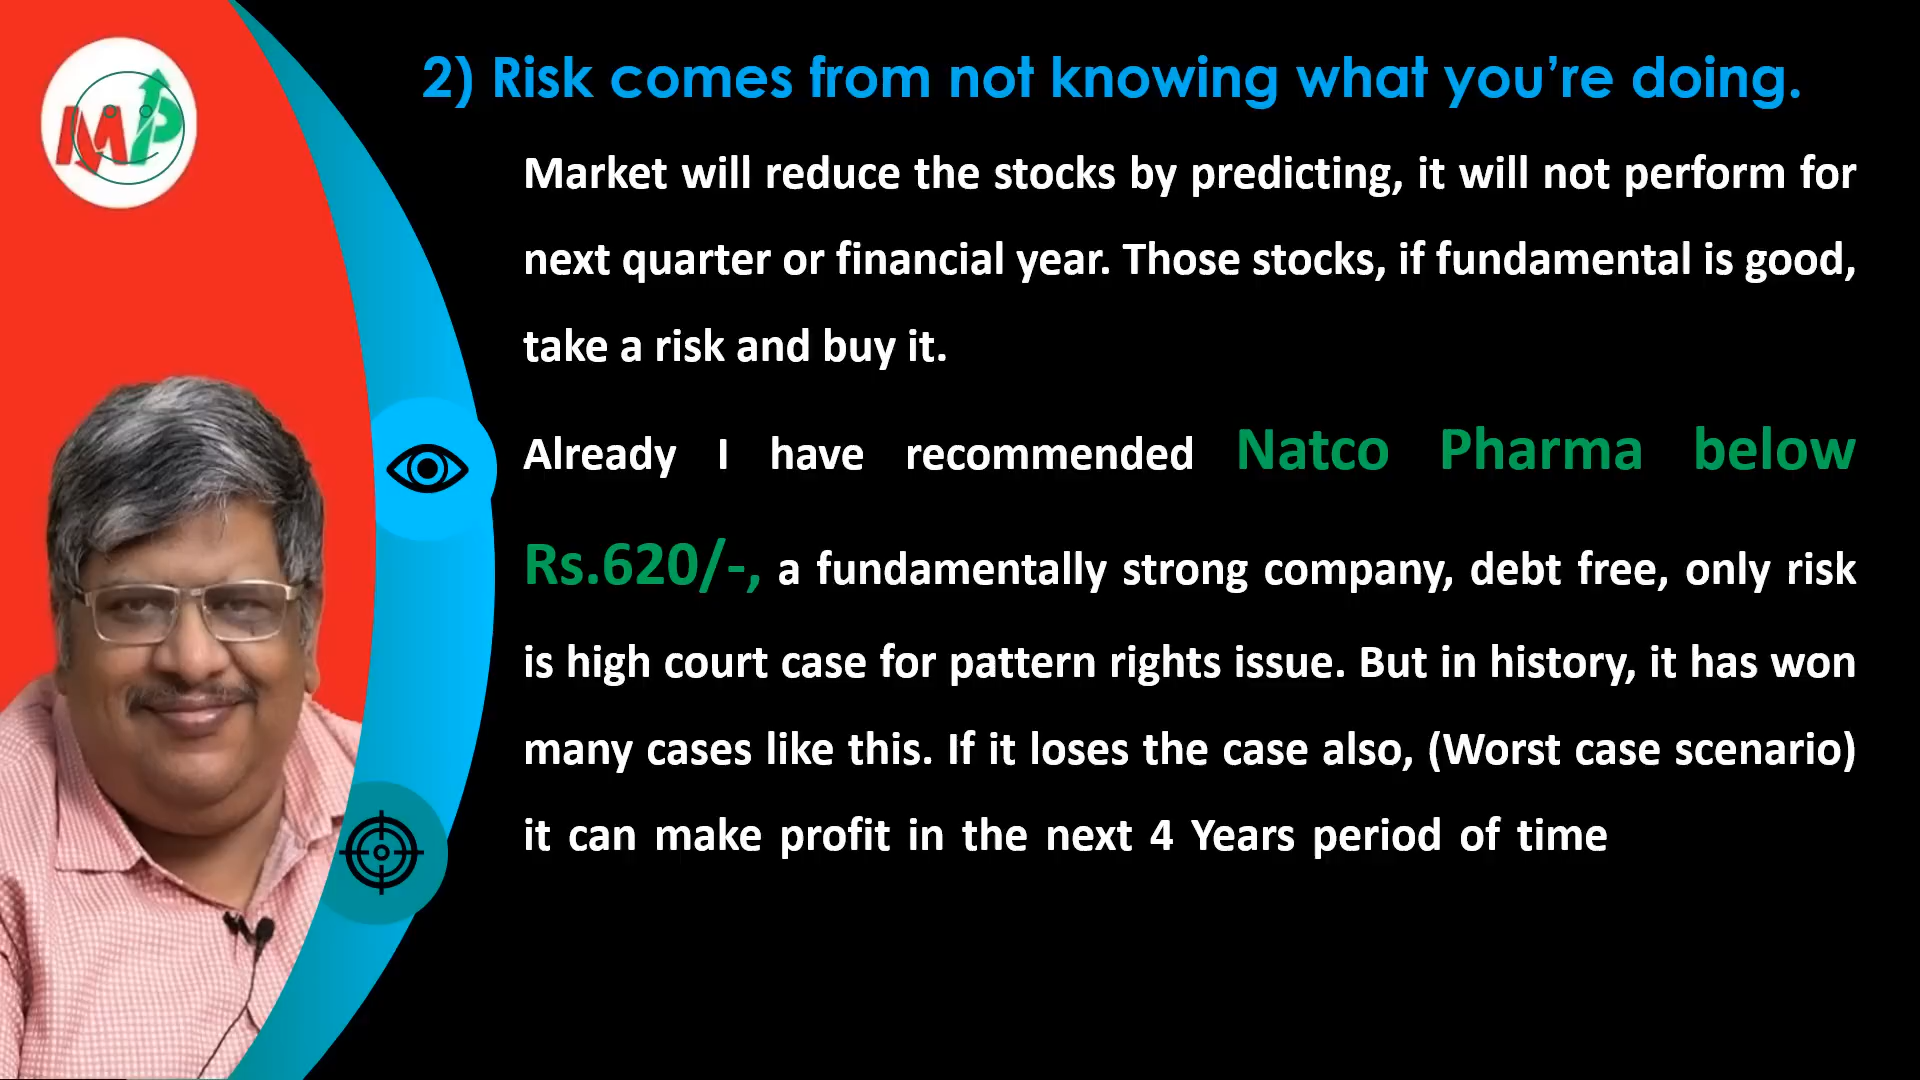 MP
2) Risk comes from not knowing what you’re doing.
Market will reduce the stocks by predicting, it will not perform for
next quarter or financial year. Those stocks, if fundamental is good,
take a risk and buy it.
Already I have recommended Natco Pharma below
Rs.620/-, a fundamentally strong company, debt free, only risk
is high court case for pattern rights issue. But in history, it has won
many cases like this. If it loses the case also, (Worst case scenario)
it can make profit in the next 4 Years period of time